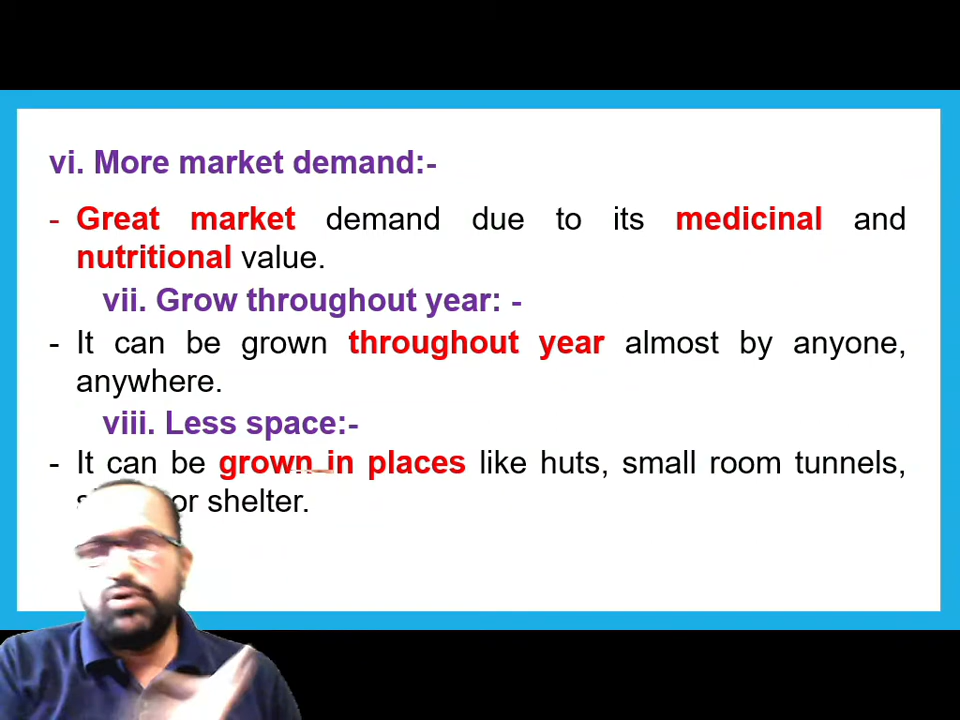 vi. More market demand:-
- Great market demand due to its medicinal and
nutritional value.
vii. Grow throughout year: -
- It can be grown throughout year almost by anyone,
anywhere.
viii. Less space:-
- It can be grown in places like huts, small room tunnels,
or shelter.